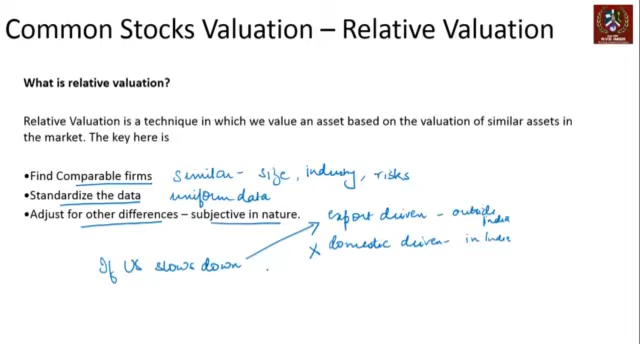 Common Stocks Valuation – Relative Valuation
What is relative valuation?
Relative Valuation is a technique in which we value an asset based on the valuation of similar assets in
the market. The key here is
•Find Comparable firms similar - size, industry, risks
•Standardize the data uniform data
•Adjust for other differences – subjective in nature. export driven - outside India
x domestic driven - in India
If US slows down